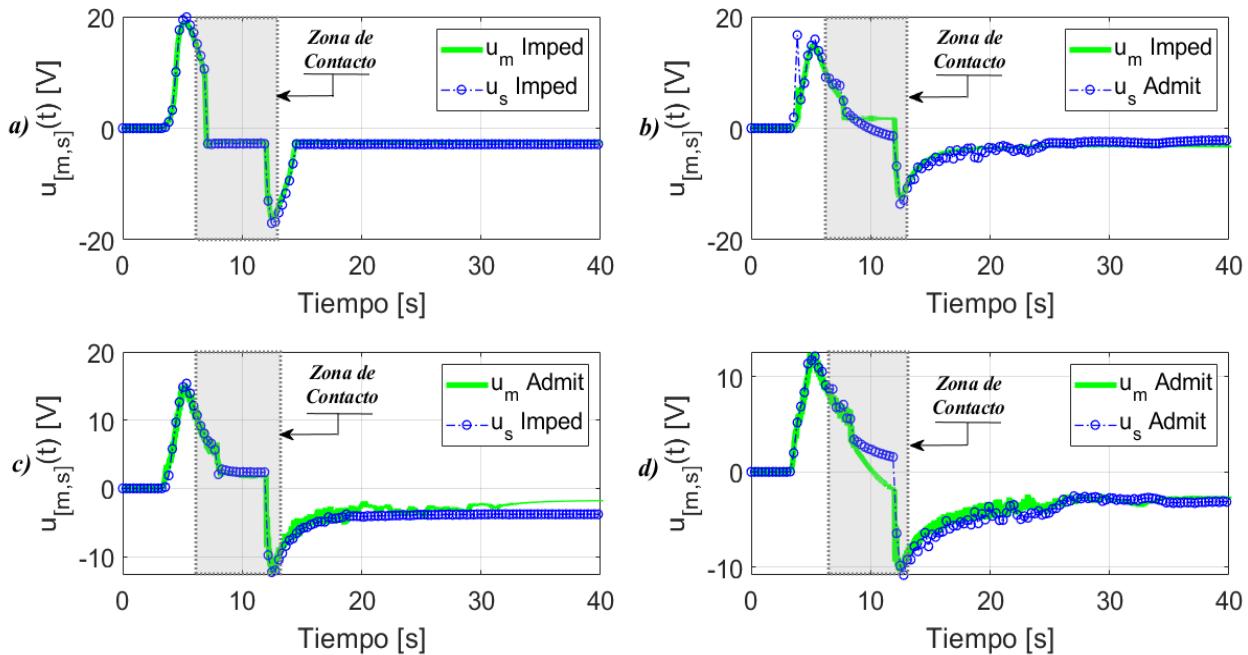 a)
u[m,s](t) [V]
20
0
-20
0 10 20 30 40
Tiempo [s]
Zona de
Contacto
um Imped
us Imped
b)
u[m,s](t) [V]
20
0
-20
0 10 20 30 40
Tiempo [s]
Zona de
Contacto
um Imped
us Admit
c)
u[m,s](t) [V]
20
10
0
-10
0 10 20 30 40
Tiempo [s]
Zona de
Contacto
um Admit
us Imped
d)
u[m,s](t) [V]
10
0
-10
0 10 20 30 40
Tiempo [s]
Zona de
Contacto
um Admit
us Admit